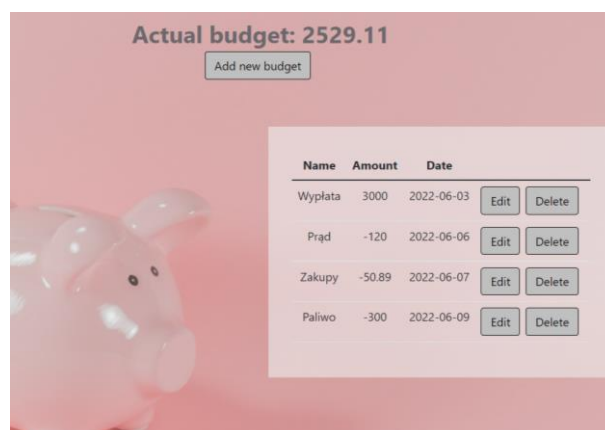 Actual budget: 2529.11
Add new budget
Name Amount Date
Wypłata 3000 2022-06-03 Edit Delete
Prąd -120 2022-06-06 Edit Delete
Zakupy -50.89 2022-06-07 Edit Delete
Paliwo -300 2022-06-09 Edit Delete